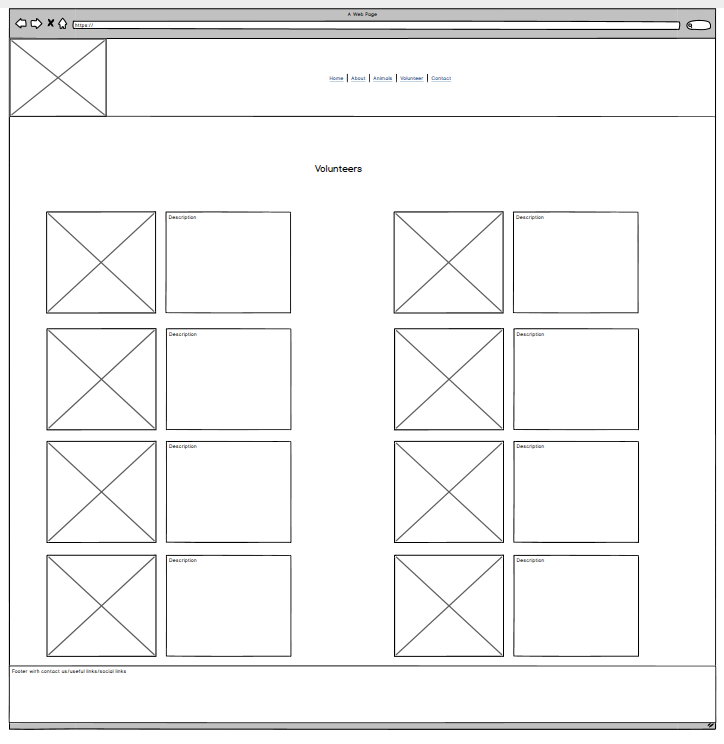 A Web Page
https://
Home | About | Animals | Volunteer | Contact
Volunteers
Description
Description
Description
Description
Description
Description
Description
Description
Footer with contact us/useful links/social links